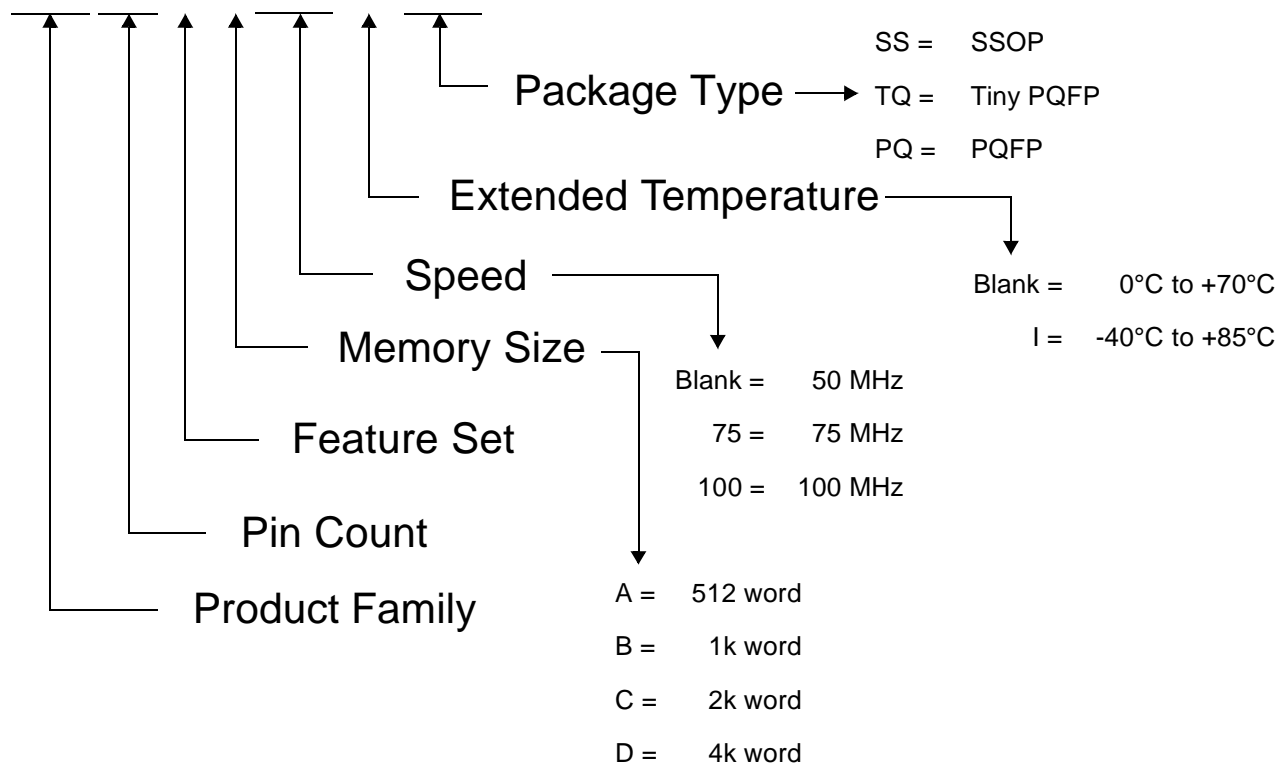 SS = SSOP
Package Type
TQ = Tiny PQFP
PQ = PQFP
Extended Temperature
Speed
Blank = 0°C to +70°C
I = -40°C to +85°C
Memory Size
Blank = 50 MHz
75 = 75 MHz
100 = 100 MHz
Feature Set
Pin Count
Product Family
A = 512 word
B = 1k word
C = 2k word
D = 4k word